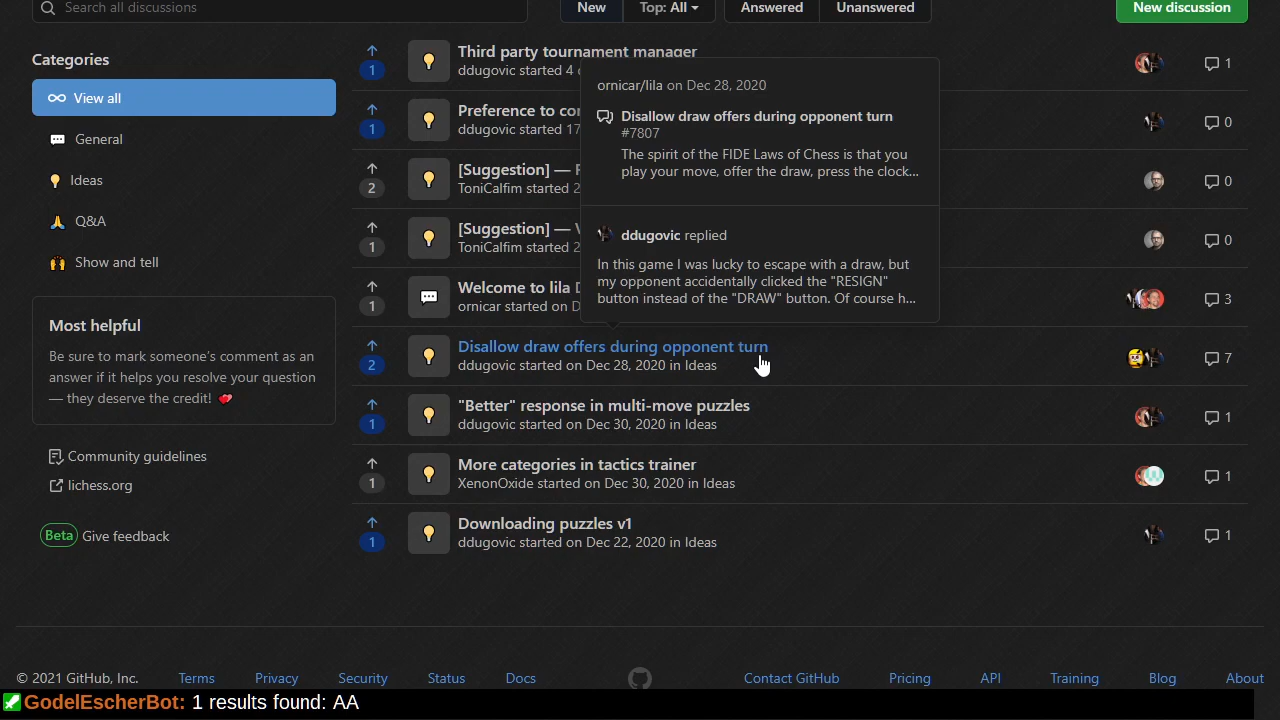 Search all discussions
New
Top: All
Answered
Unanswered
New discussion
Categories
View all
General
Ideas
Q&A
Show and tell
Most helpful
Be sure to mark someone's comment as an
answer if it helps you resolve your question
— they deserve the credit!
Community guidelines
lichess.org
Beta Give feedback
1
Third party tournament manager
ddugovic started 4
1
1
Preference to
ddugovic started 17
0
2
[Suggestion] —
ToniCalfim started 2
0
1
[Suggestion] —
ToniCalfim started 2
0
1
Welcome to lila
ornicar started on
3
ornicar/lila on Dec 28, 2020
Disallow draw offers during opponent turn
#7807
The spirit of the FIDE Laws of Chess is that you
play your move, offer the draw, press the clock...
ddugovic replied
In this game I was lucky to escape with a draw, but
my opponent accidentally clicked the "RESIGN"
button instead of the "DRAW" button. Of course h...
2
Disallow draw offers during opponent turn
ddugovic started on Dec 28, 2020 in Ideas
7
1
"Better" response in multi-move puzzles
ddugovic started on Dec 30, 2020 in Ideas
1
1
More categories in tactics trainer
XenonOxide started on Dec 30, 2020 in Ideas
1
1
Downloading puzzles v1
ddugovic started on Dec 22, 2020 in Ideas
1
© 2021 GitHub, Inc.
Terms
Privacy
Security
Status
Docs
Contact GitHub
Pricing
API
Training
Blog
About
GodelEscherBot: 1 results found: AA